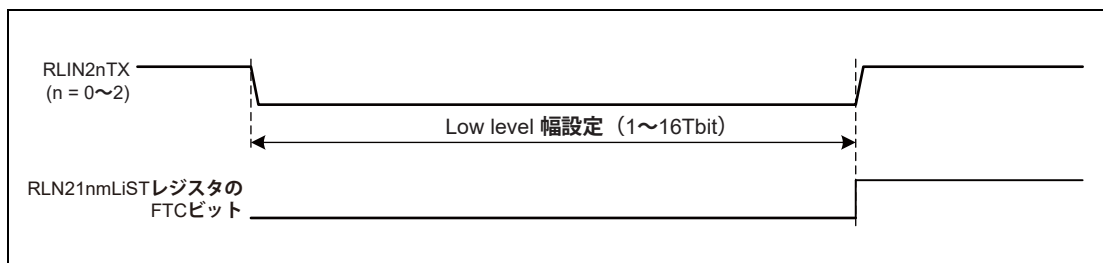 RLIN2nTX
(n = 0〜2)
Low level 幅設定（1〜16Tbit）
RLN21nmLiSTレジスタの
FTCビット